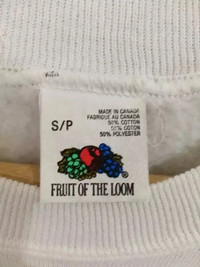 S/P
MADE IN CANADA
FABRIQUÉ AU CANADA
50% COTTON
50% COTON
50% POLYESTER
FRUIT OF THE LOOM